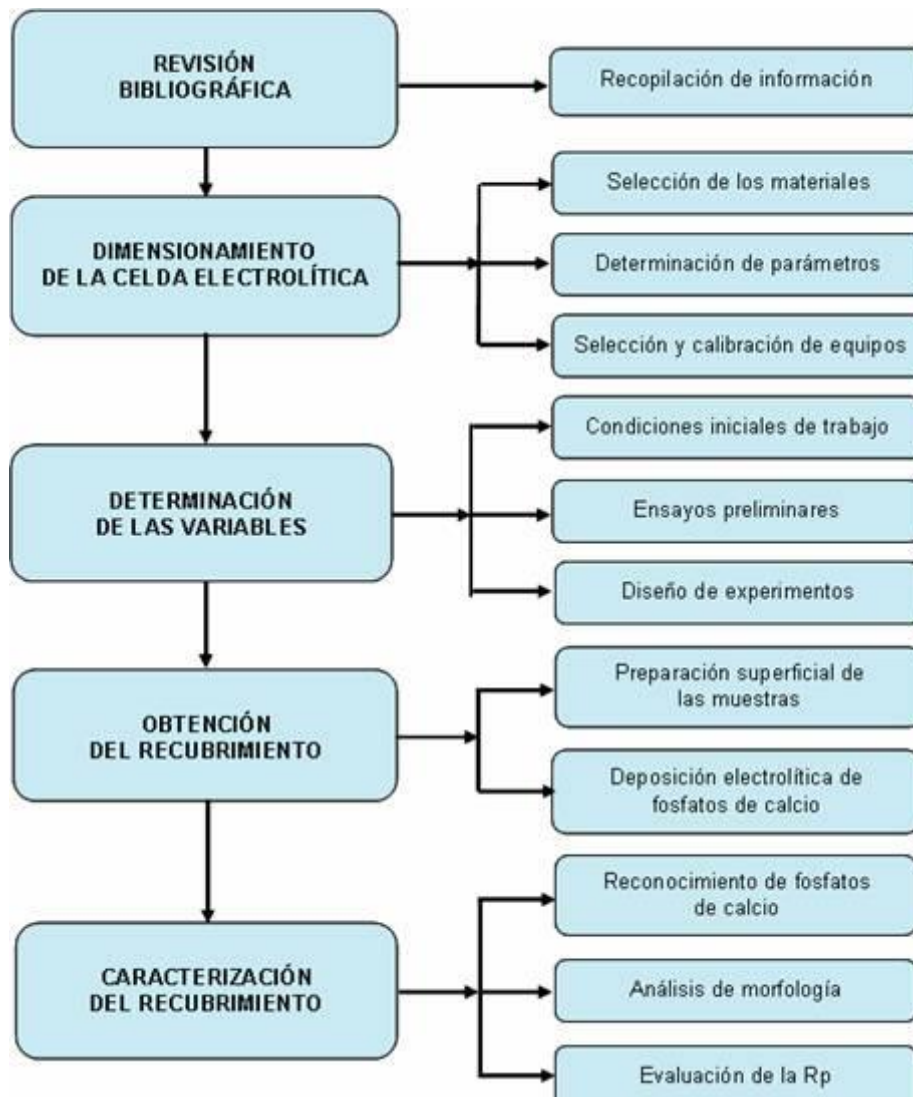 REVISIÓN
BIBLIOGRÁFICA
Recopilación de información
DIMENSIONAMIENTO
DE LA CELDA ELECTROLÍTICA
Selección de los materiales
Determinación de parámetros
Selección y calibración de equipos
DETERMINACIÓN
DE LAS VARIABLES
Condiciones iniciales de trabajo
Ensayos preliminares
Diseño de experimentos
OBTENCIÓN
DEL RECUBRIMIENTO
Preparación superficial de
las muestras
Deposición electrolítica de
fosfatos de calcio
CARACTERIZACIÓN
DEL RECUBRIMIENTO
Reconocimiento de fosfatos
de calcio
Análisis de morfología
Evaluación de la Rp